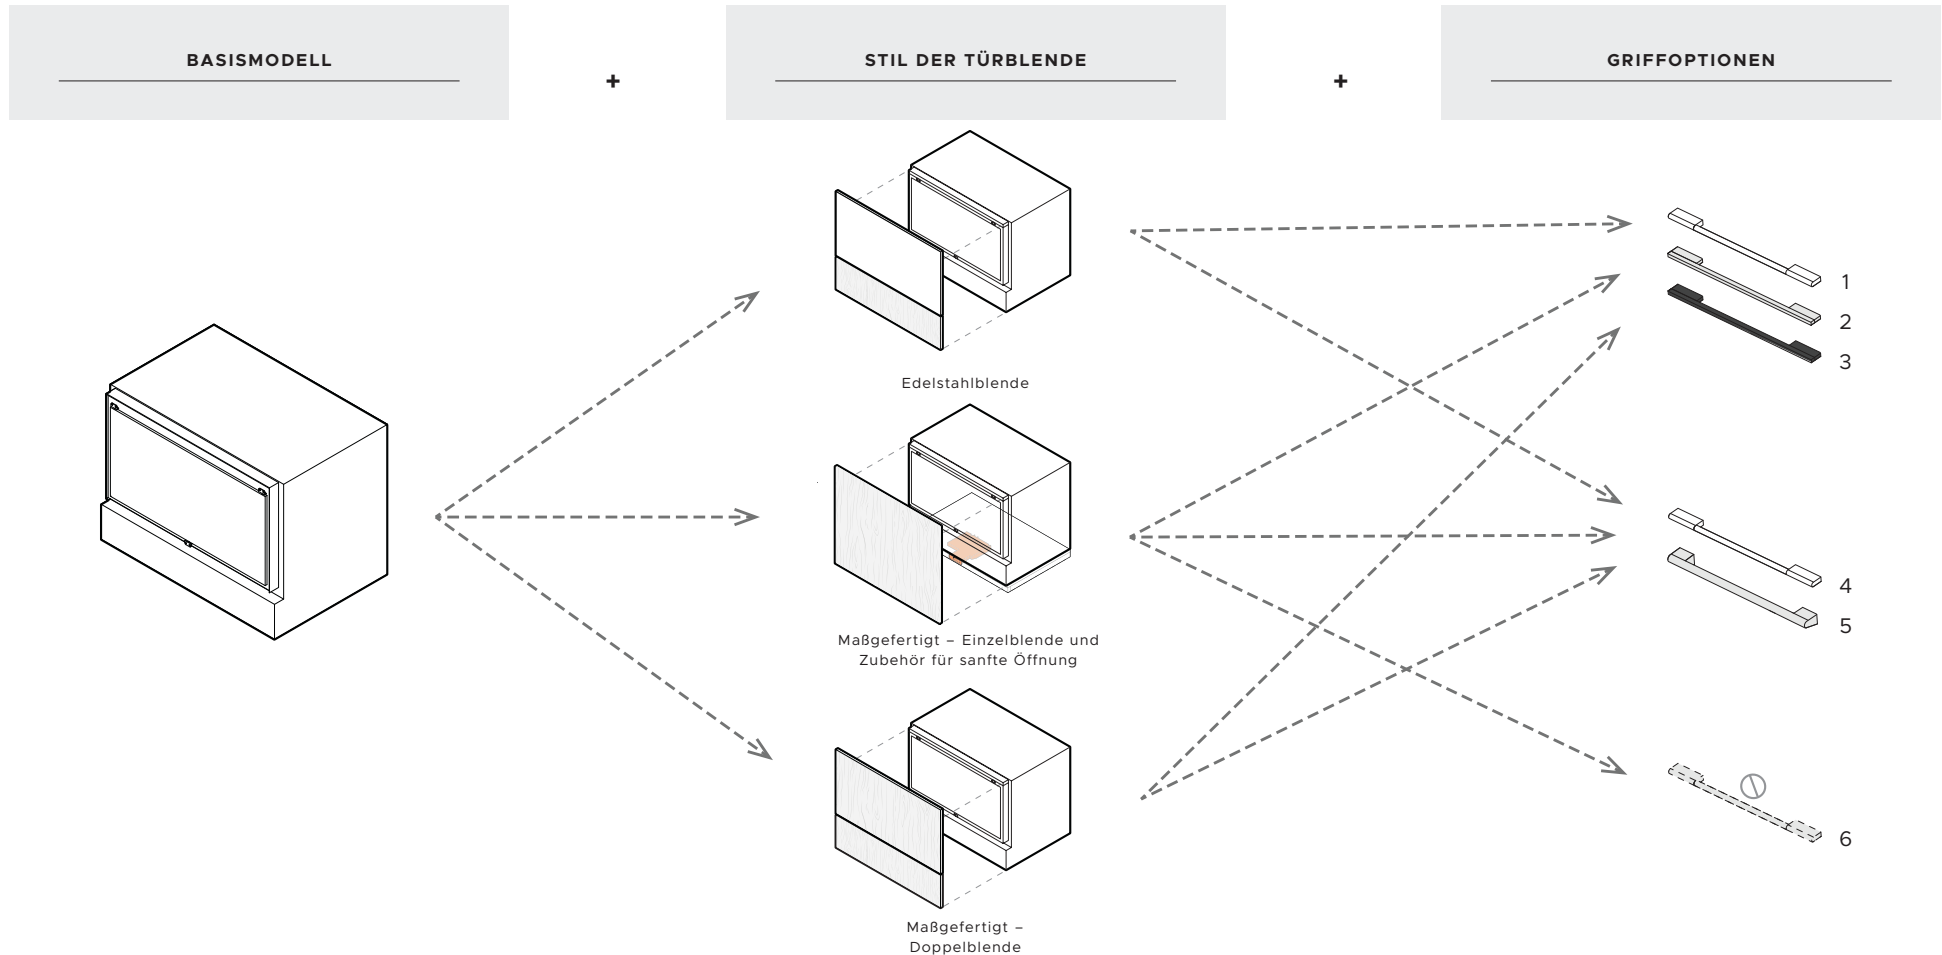 BASISMODELL
+
STIL DER TÜRBLENDE
+
GRIFFOPTIONEN
1
2
3
Edelstahlblende
4
5
Maßgefertigt – Einzelblende und
Zubehör für sanfte Öffnung
6
Maßgefertigt –
Doppelblende